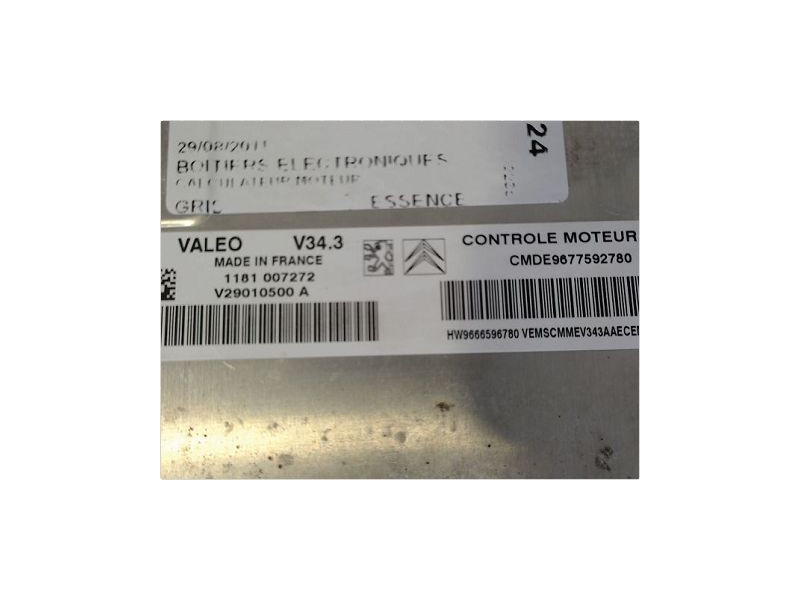 24
29/08/2011
BOITIERS ELECTRONIQUES
CALCULATEUR MOTEUR
GRIS ESSENCE
VALEO V34.3
MADE IN FRANCE
1181 007272
V29010500 A
CONTROLE MOTEUR
CMDE9677592780
HW9666596780 VEMSCMMEV343AAECE